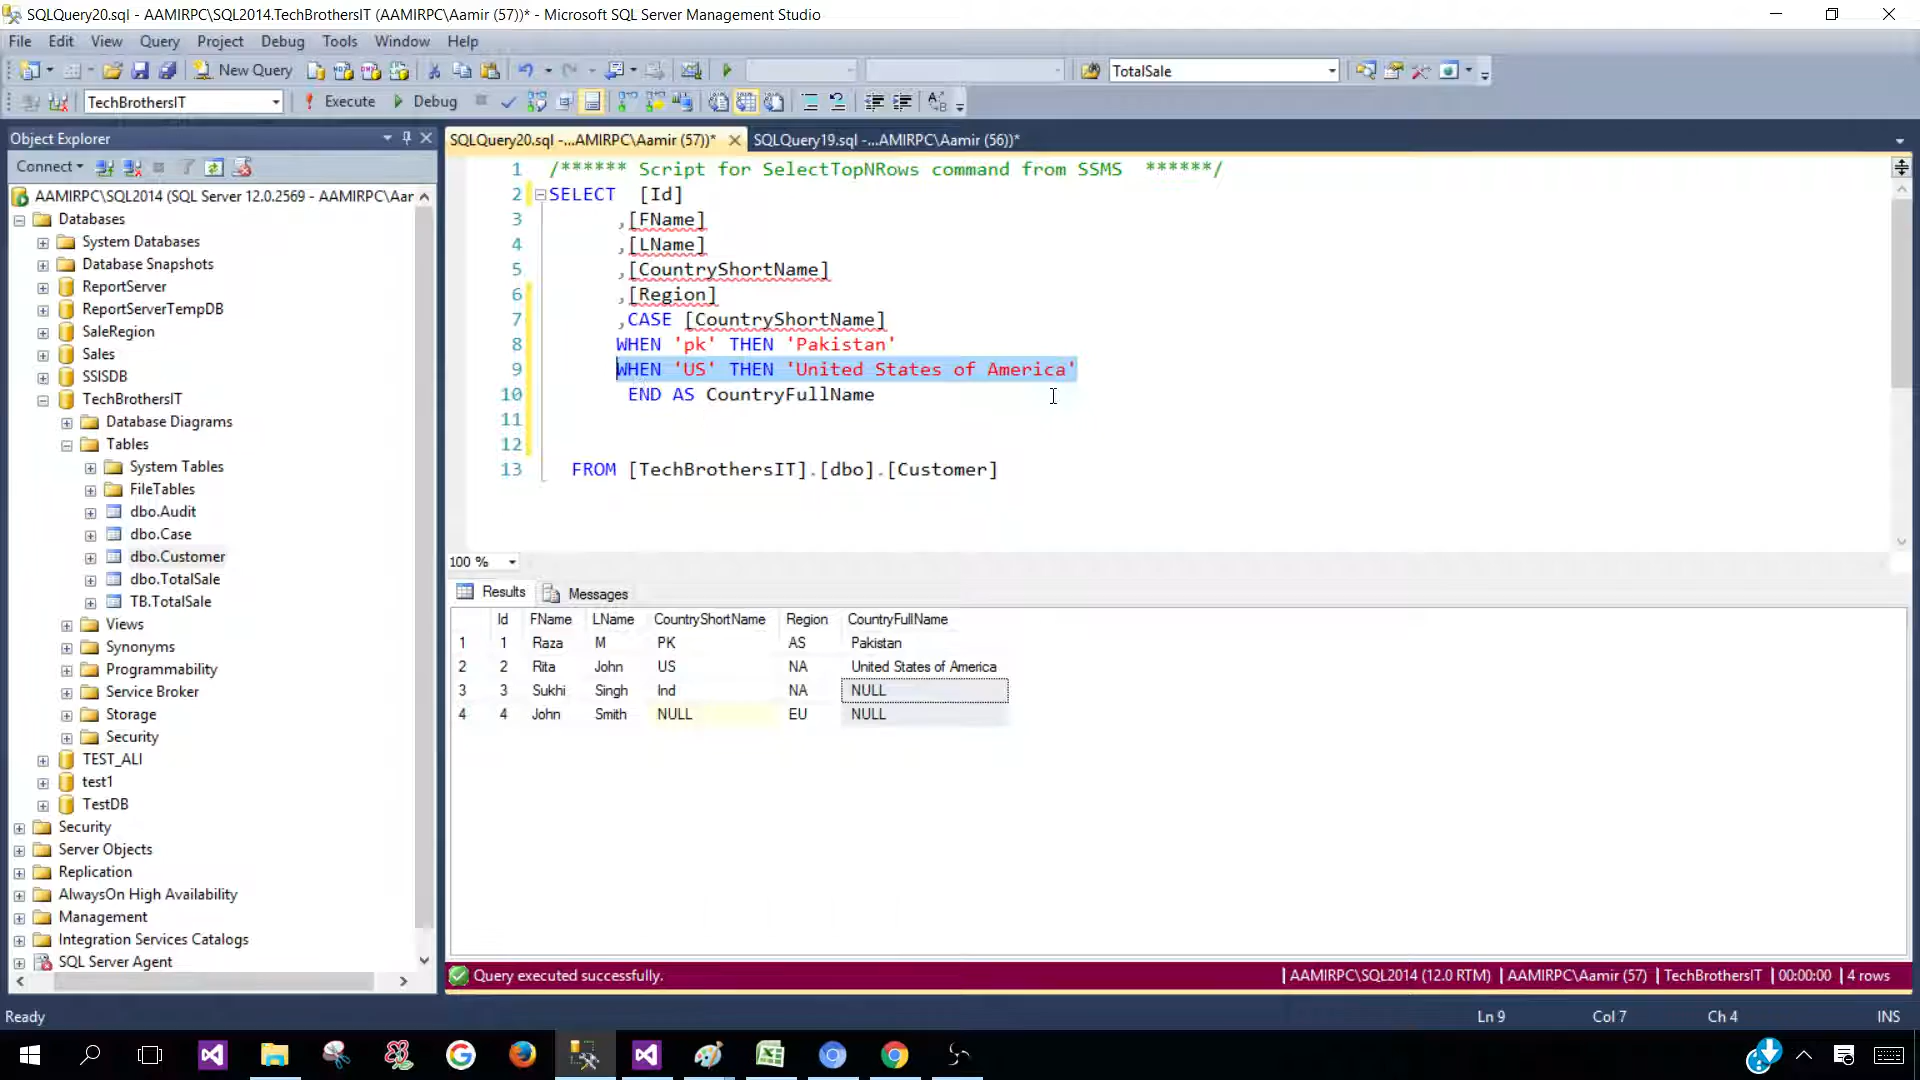 SQLQuery20.sql - AAMIRPC\SQL2014.TechBrothersIT (AAMIRPC\Aamir (57))* - Microsoft SQL Server Management Studio
File Edit View Query Project Debug Tools Window Help
New Query TotalSale
TechBrothersIT Execute Debug
Object Explorer
Connect
AAMIRPC\SQL2014 (SQL Server 12.0.2569 - AAMIRPC\Aar
Databases
System Databases
Database Snapshots
ReportServer
ReportServerTempDB
SaleRegion
Sales
SSISDB
TechBrothersIT
Database Diagrams
Tables
System Tables
FileTables
dbo.Audit
dbo.Case
dbo.Customer
dbo.TotalSale
TB.TotalSale
Views
Synonyms
Programmability
Service Broker
Storage
Security
TEST_ALI
test1
TestDB
Security
Server Objects
Replication
AlwaysOn High Availability
Management
Integration Services Catalogs
SQL Server Agent
SQLQuery20.sql -...AMIRPC\Aamir (57))* SQLQuery19.sql -...AMIRPC\Aamir (56))*
1 /****** Script for SelectTopNRows command from SSMS ******/
2 SELECT [Id]
3 ,[FName]
4 ,[LName]
5 ,[CountryShortName]
6 ,[Region]
7 ,CASE [CountryShortName]
8 WHEN 'pk' THEN 'Pakistan'
9 WHEN 'US' THEN 'United States of America'
10 END AS CountryFullName
11
12
13 FROM [TechBrothersIT].[dbo].[Customer]
100 %
Results Messages
Id FName LName CountryShortName Region CountryFullName
1 1 Raza M PK AS Pakistan
2 2 Rita John US NA United States of America
3 3 Sukhi Singh Ind NA NULL
4 4 John Smith NULL EU NULL
Query executed successfully. AAMIRPC\SQL2014 (12.0 RTM) AAMIRPC\Aamir (57) TechBrothersIT 00:00:00 4 rows
Ready Ln 9 Col 7 Ch 4 INS